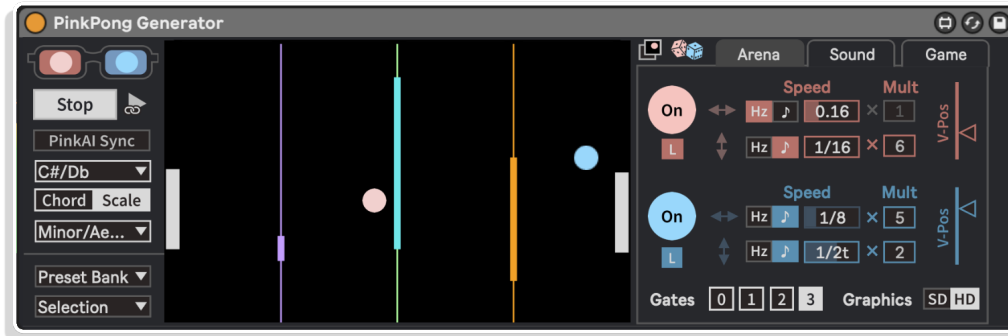 PinkPong Generator
Arena Sound Game
Stop
PinkAI Sync
C#/Db
Chord Scale
Minor/Ae...
Preset Bank
Selection
Speed Mult
On Hz ♪ 0.16 × 1
L Hz ♪ 1/16 × 6
V-Pos
Speed Mult
On Hz ♪ 1/8 × 5
L Hz ♪ 1/2t × 2
V-Pos
Gates 0 1 2 3 Graphics SD HD